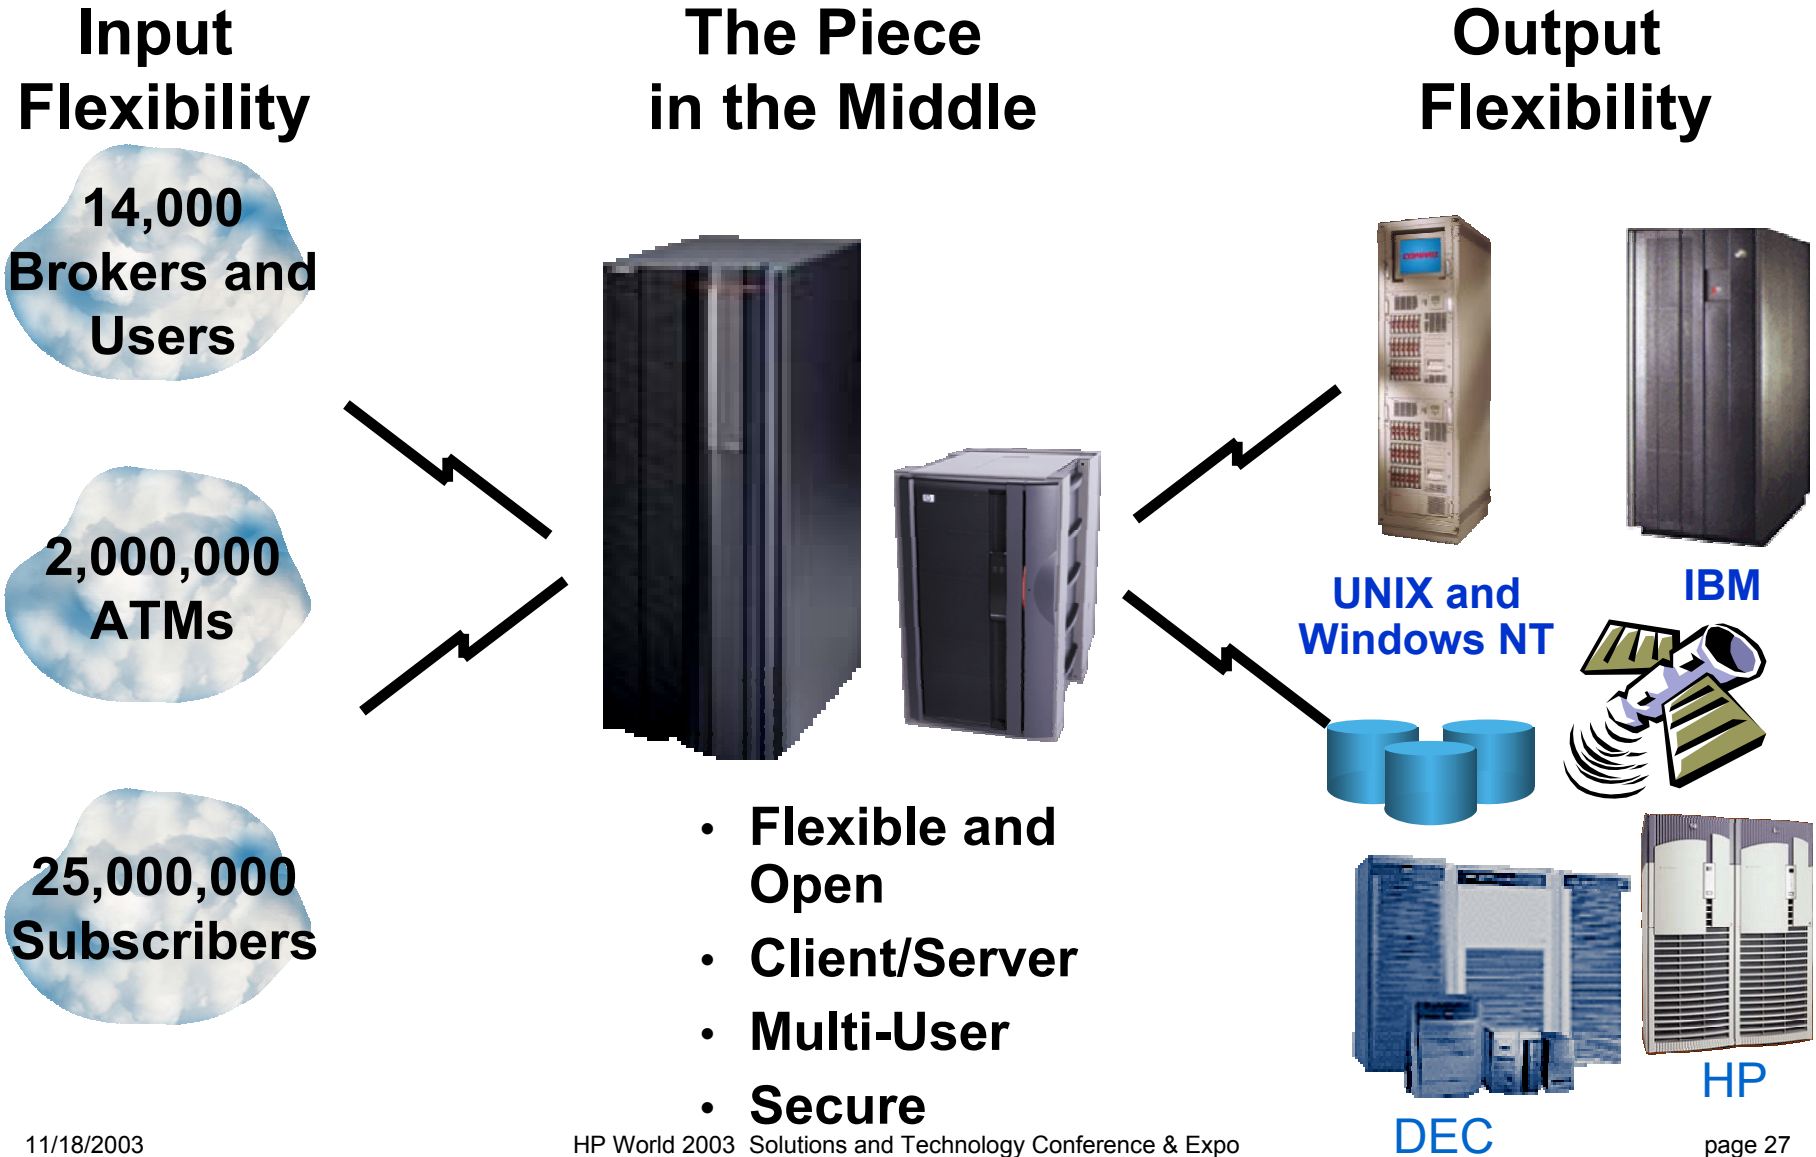 Input
Flexibility
The Piece
in the Middle
Output
Flexibility
14,000
Brokers and
Users
2,000,000
ATMs
25,000,000
Subscribers
• Flexible and
Open
• Client/Server
• Multi-User
• Secure
UNIX and
Windows NT
IBM
HP
DEC
11/18/2003
HP World 2003 Solutions and Technology Conference & Expo
page 27